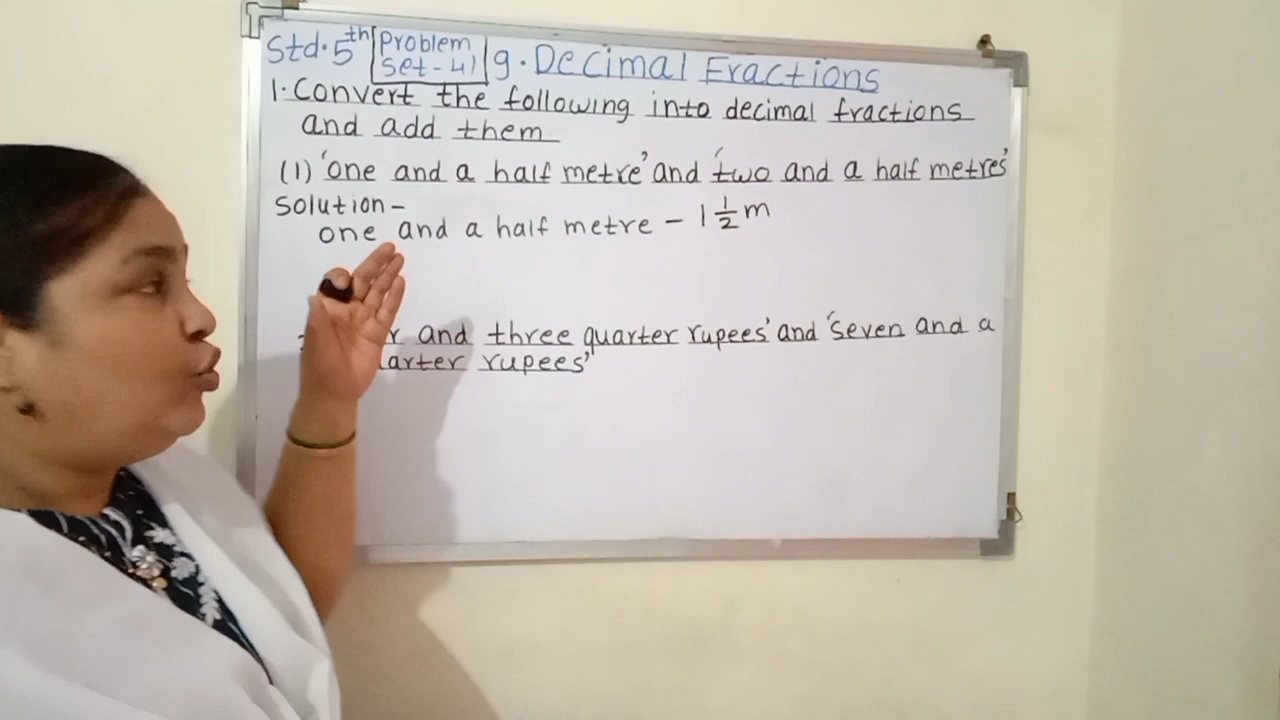 Std. 5th Problem Set-41 9. Decimal Fractions
1. Convert the following into decimal fractions
and add them
(1) 'one and a half metre' and 'two and a half metres'
Solution-
one and a half metre - 1 1/2 m
and three quarter rupees' and 'seven and a
rupees'